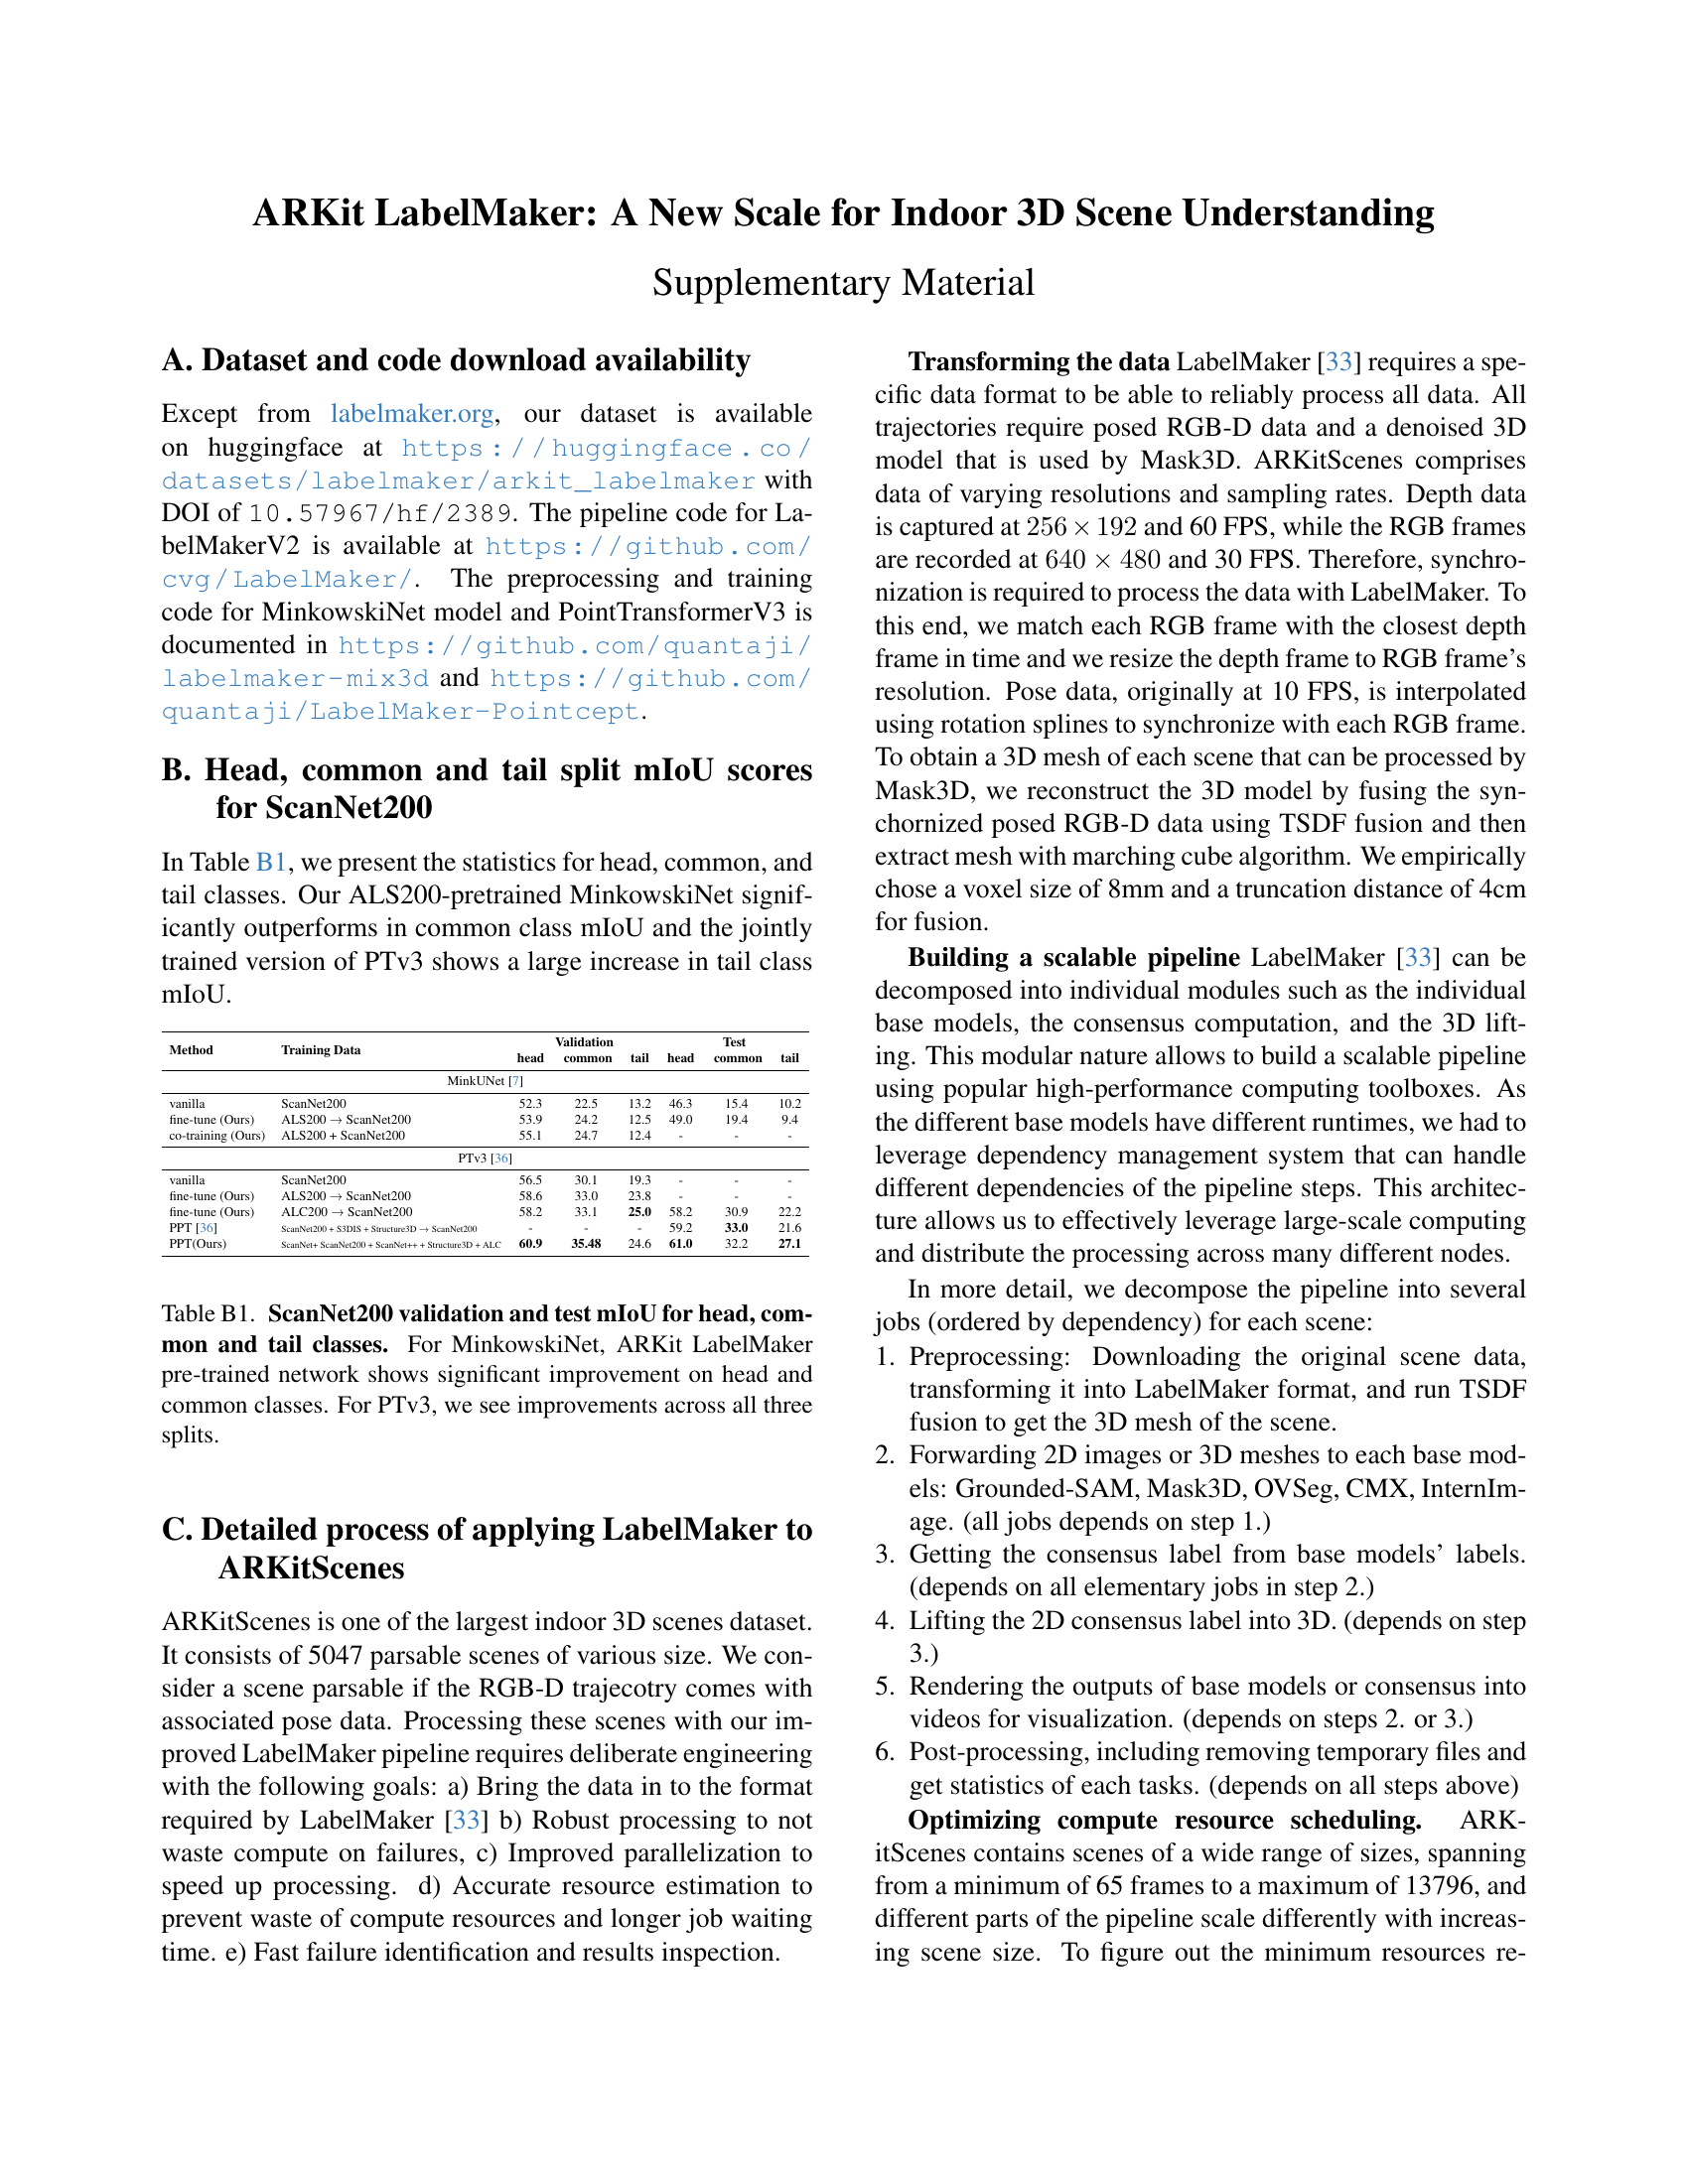 ARKit LabelMaker: A New Scale for Indoor 3D Scene Understanding
Supplementary Material
A. Dataset and code download availability
Except from labelmaker.org, our dataset is available
on huggingface at https://huggingface.co/
datasets/labelmaker/arkit_labelmaker with
DOI of 10.57967/hf/2389. The pipeline code for La-
belMakerV2 is available at https://github.com/
cvg/LabelMaker/. The preprocessing and training
code for MinkowskiNet model and PointTransformerV3 is
documented in https://github.com/quantaji/
labelmaker-mix3d and https://github.com/
quantaji/LabelMaker-Pointcept.
B. Head, common and tail split mIoU scores
for ScanNet200
In Table B1, we present the statistics for head, common, and
tail classes. Our ALS200-pretrained MinkowskiNet signif-
icantly outperforms in common class mIoU and the jointly
trained version of PTv3 shows a large increase in tail class
mIoU.
Validation Test
Method Training Data head common tail head common tail
MinkUNet [7]
vanilla ScanNet200 52.3 22.5 13.2 46.3 15.4 10.2
fine-tune (Ours) ALS200 → ScanNet200 53.9 24.2 12.5 49.0 19.4 9.4
co-training (Ours) ALS200 + ScanNet200 55.1 24.7 12.4 - - -
PTv3 [36]
vanilla ScanNet200 56.5 30.1 19.3 - - -
fine-tune (Ours) ALS200 → ScanNet200 58.6 33.0 23.8 - - -
fine-tune (Ours) ALC200 → ScanNet200 58.2 33.1 25.0 58.2 30.9 22.2
PPT [36] ScanNet200 + S3DIS + Structure3D → ScanNet200 - - - 59.2 33.0 21.6
PPT(Ours) ScanNet+ ScanNet200 + ScanNet++ + Structure3D + ALC 60.9 35.48 24.6 61.0 32.2 27.1
Table B1. ScanNet200 validation and test mIoU for head, com-
mon and tail classes. For MinkowskiNet, ARKit LabelMaker
pre-trained network shows significant improvement on head and
common classes. For PTv3, we see improvements across all three
splits.
C. Detailed process of applying LabelMaker to
ARKitScenes
ARKitScenes is one of the largest indoor 3D scenes dataset.
It consists of 5047 parsable scenes of various size. We con-
sider a scene parsable if the RGB-D trajecotry comes with
associated pose data. Processing these scenes with our im-
proved LabelMaker pipeline requires deliberate engineering
with the following goals: a) Bring the data in to the format
required by LabelMaker [33] b) Robust processing to not
waste compute on failures, c) Improved parallelization to
speed up processing. d) Accurate resource estimation to
prevent waste of compute resources and longer job waiting
time. e) Fast failure identification and results inspection.
Transforming the data LabelMaker [33] requires a spe-
cific data format to be able to reliably process all data. All
trajectories require posed RGB-D data and a denoised 3D
model that is used by Mask3D. ARKitScenes comprises
data of varying resolutions and sampling rates. Depth data
is captured at 256 × 192 and 60 FPS, while the RGB frames
are recorded at 640 × 480 and 30 FPS. Therefore, synchro-
nization is required to process the data with LabelMaker. To
this end, we match each RGB frame with the closest depth
frame in time and we resize the depth frame to RGB frame's
resolution. Pose data, originally at 10 FPS, is interpolated
using rotation splines to synchronize with each RGB frame.
To obtain a 3D mesh of each scene that can be processed by
Mask3D, we reconstruct the 3D model by fusing the syn-
chornized posed RGB-D data using TSDF fusion and then
extract mesh with marching cube algorithm. We empirically
chose a voxel size of 8mm and a truncation distance of 4cm
for fusion.
Building a scalable pipeline LabelMaker [33] can be
decomposed into individual modules such as the individual
base models, the consensus computation, and the 3D lift-
ing. This modular nature allows to build a scalable pipeline
using popular high-performance computing toolboxes. As
the different base models have different runtimes, we had to
leverage dependency management system that can handle
different dependencies of the pipeline steps. This architec-
ture allows us to effectively leverage large-scale computing
and distribute the processing across many different nodes.
In more detail, we decompose the pipeline into several
jobs (ordered by dependency) for each scene:
1. Preprocessing: Downloading the original scene data,
transforming it into LabelMaker format, and run TSDF
fusion to get the 3D mesh of the scene.
2. Forwarding 2D images or 3D meshes to each base mod-
els: Grounded-SAM, Mask3D, OVSeg, CMX, InternIm-
age. (all jobs depends on step 1.)
3. Getting the consensus label from base models' labels.
(depends on all elementary jobs in step 2.)
4. Lifting the 2D consensus label into 3D. (depends on step
3.)
5. Rendering the outputs of base models or consensus into
videos for visualization. (depends on steps 2. or 3.)
6. Post-processing, including removing temporary files and
get statistics of each tasks. (depends on all steps above)
Optimizing compute resource scheduling. ARK-
itScenes contains scenes of a wide range of sizes, spanning
from a minimum of 65 frames to a maximum of 13796, and
different parts of the pipeline scale differently with increas-
ing scene size. To figure out the minimum resources re-